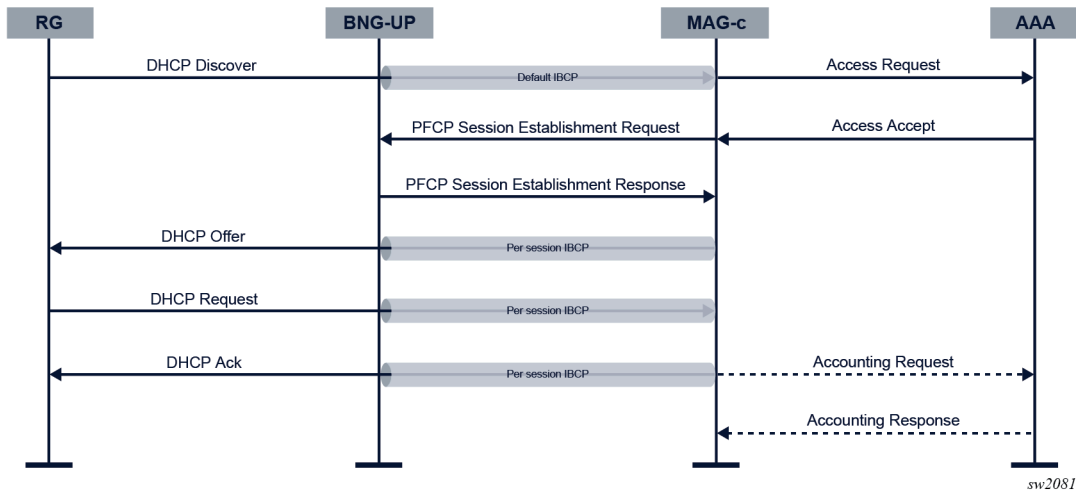 RG BNG-UP MAG-c AAA
DHCP Discover Default IBCP Access Request
PFCP Session Establishment Request Access Accept
PFCP Session Establishment Response
DHCP Offer Per session IBCP
DHCP Request Per session IBCP
DHCP Ack Per session IBCP Accounting Request
Accounting Response
sw2081